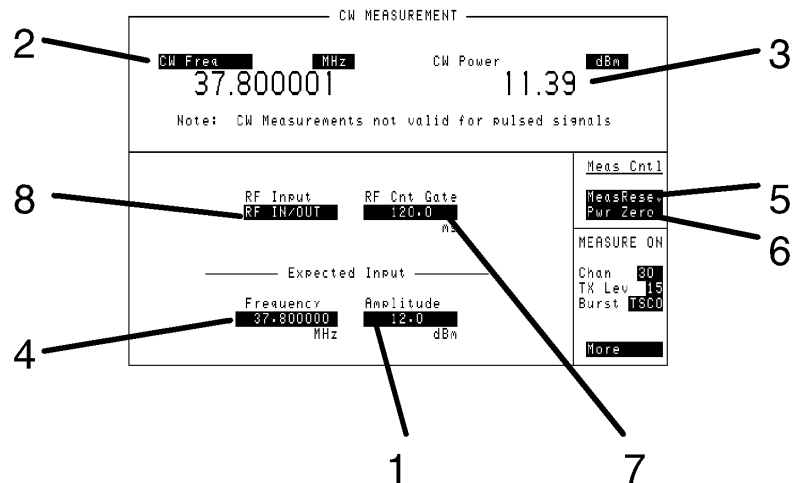 CW MEASUREMENT
2
CW Freq MHz CW Power dBm
3
37.800001 11.39
Note: CW Measurements not valid for pulsed signals
Meas Cntl
8
RF Input RF Cnt Gate
RF IN/OUT 120.0
ms
MeasReset
5
Pwr Zero
6
MEASURE ON
Chan 30
TX Lev 15
Burst TSC0
Expected Input
Frequency Amplitude
4
37.800000 12.0
MHz dBm
More
1
7